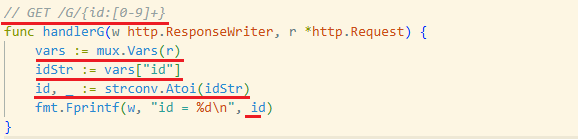 // GET /G/{id:[0-9]+}
func handlerG(w http.ResponseWriter, r *http.Request) {
    vars := mux.Vars(r)
    idStr := vars["id"]
    id, _ := strconv.Atoi(idStr)
    fmt.Fprintf(w, "id = %d\n", id)
}